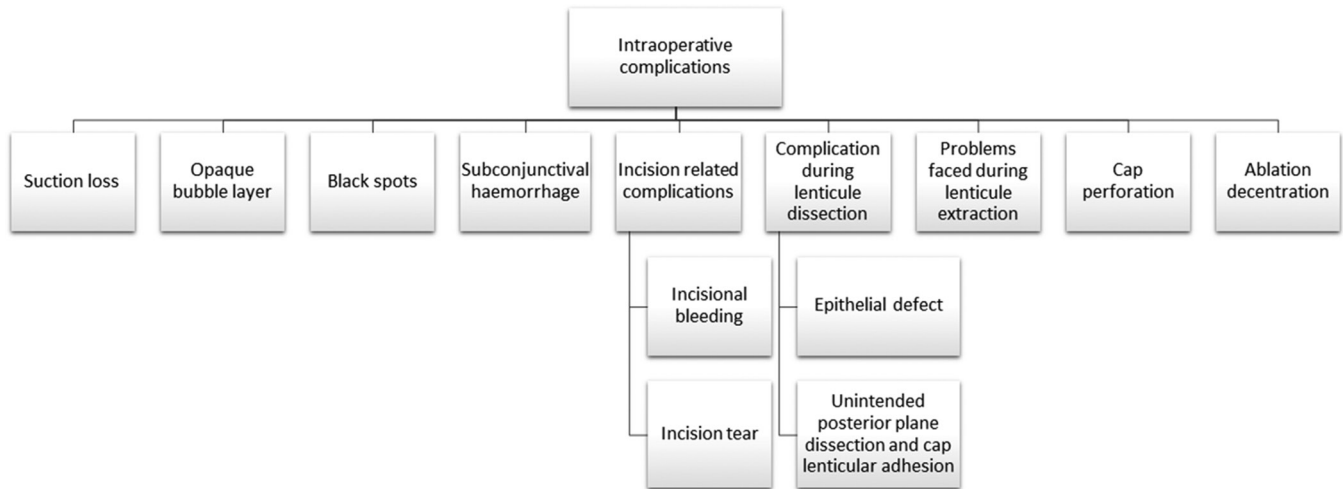 Intraoperative
complications
Suction loss
Opaque
bubble layer
Black spots
Subconjunctival
haemorrhage
Incision related
complications
Complication
during
lenticule
dissection
Problems
faced during
lenticule
extraction
Cap
perforation
Ablation
decentration
Incisional
bleeding
Incision tear
Epithelial defect
Unintended
posterior plane
dissection and cap
lenticular adhesion